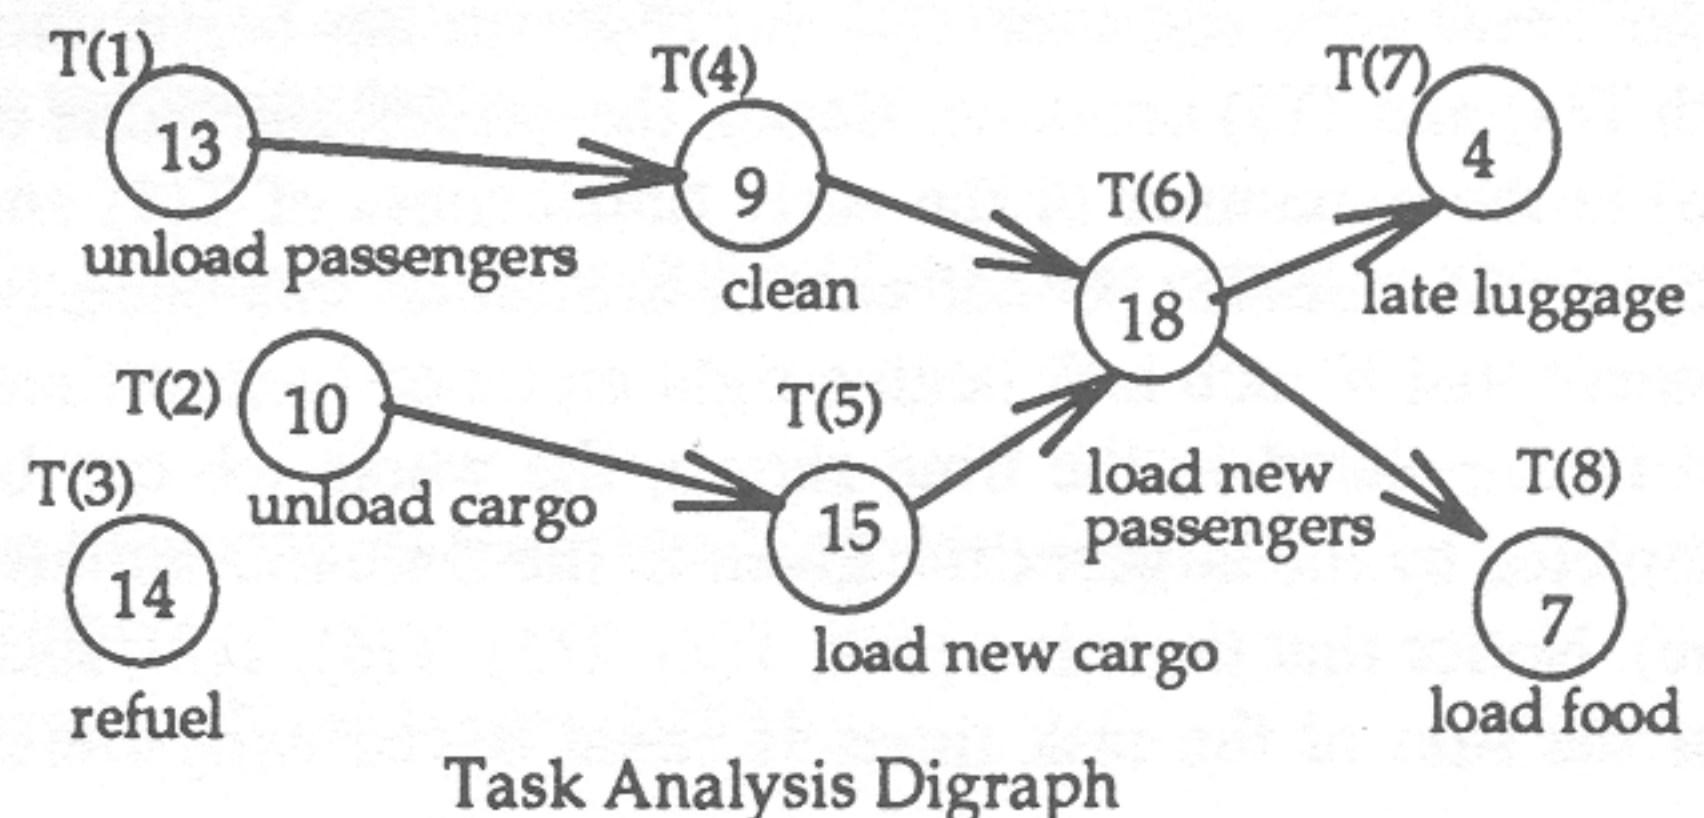 T(1)
13
unload passengers
T(4)
9
clean
T(7)
4
late luggage
T(6)
18
load new
passengers
T(2)
10
unload cargo
T(5)
15
load new cargo
T(3)
14
refuel
T(8)
7
load food
Task Analysis Digraph